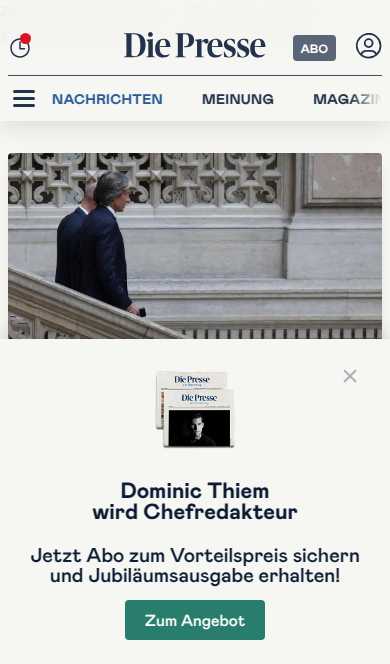 Die Presse
ABO
NACHRICHTEN MEINUNG MAGAZIN
Die Presse
Die Presse
Dominic Thiem
wird Chefredakteur
Jetzt Abo zum Vorteilspreis sichern
und Jubiläumsausgabe erhalten!
Zum Angebot